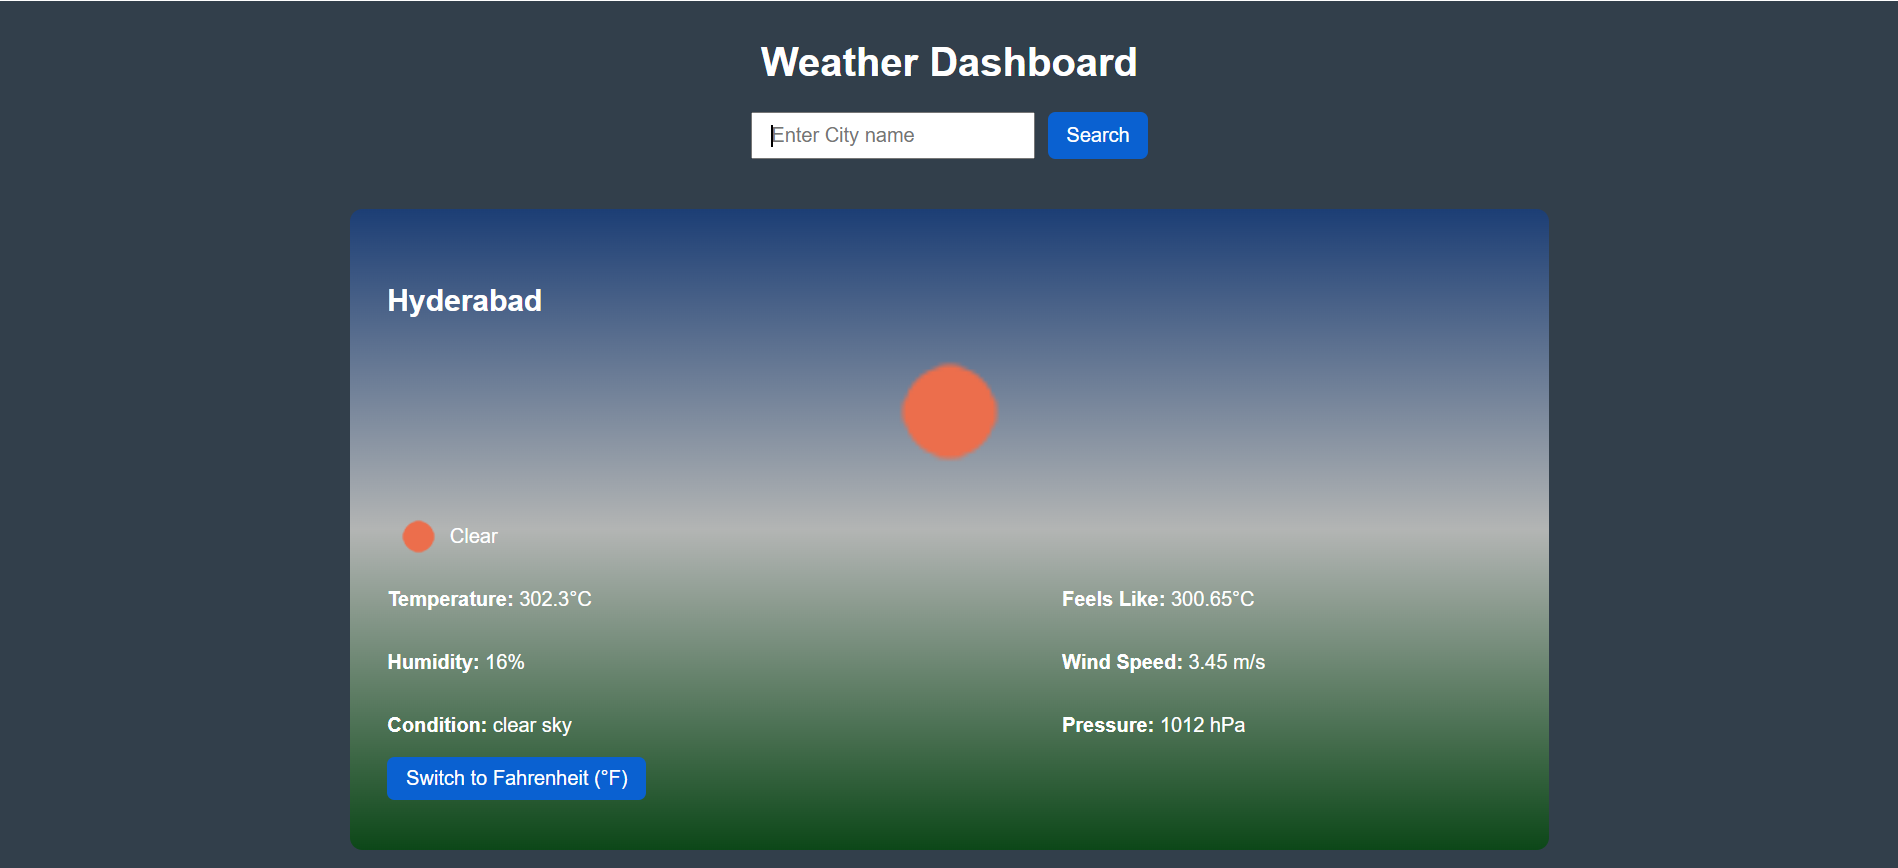 Weather Dashboard
Enter City name
Search
Hyderabad
Clear
Temperature: 302.3°C
Feels Like: 300.65°C
Humidity: 16%
Wind Speed: 3.45 m/s
Condition: clear sky
Pressure: 1012 hPa
Switch to Fahrenheit (°F)